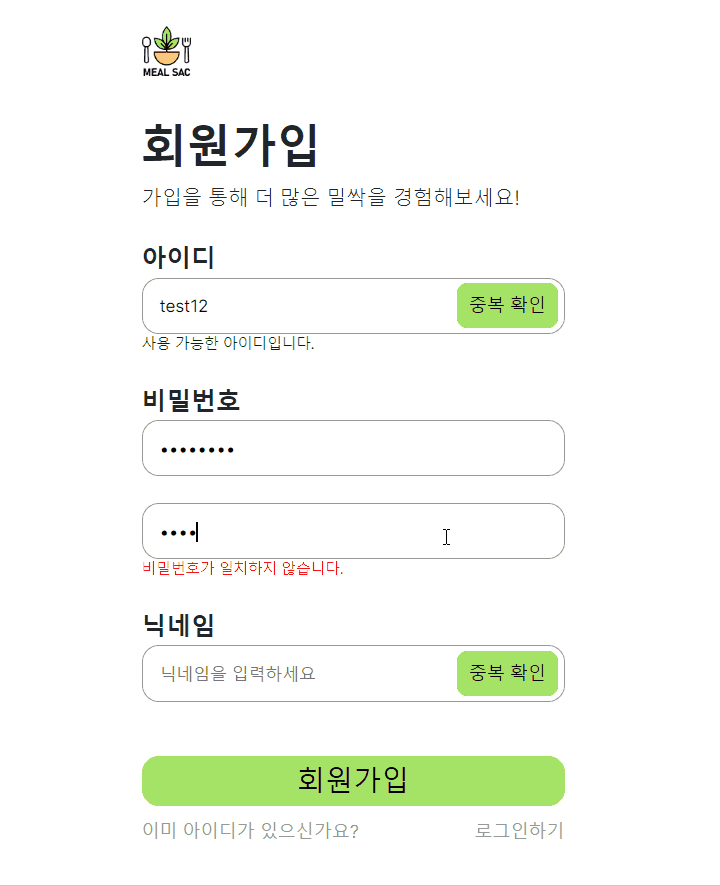 MEAL SAC
회원가입
가입을 통해 더 많은 밀싹을 경험해보세요!
아이디
test12 중복 확인
사용 가능한 아이디입니다.
비밀번호
••••••••
••••
비밀번호가 일치하지 않습니다.
닉네임
닉네임을 입력하세요 중복 확인
회원가입
이미 아이디가 있으신가요? 로그인하기